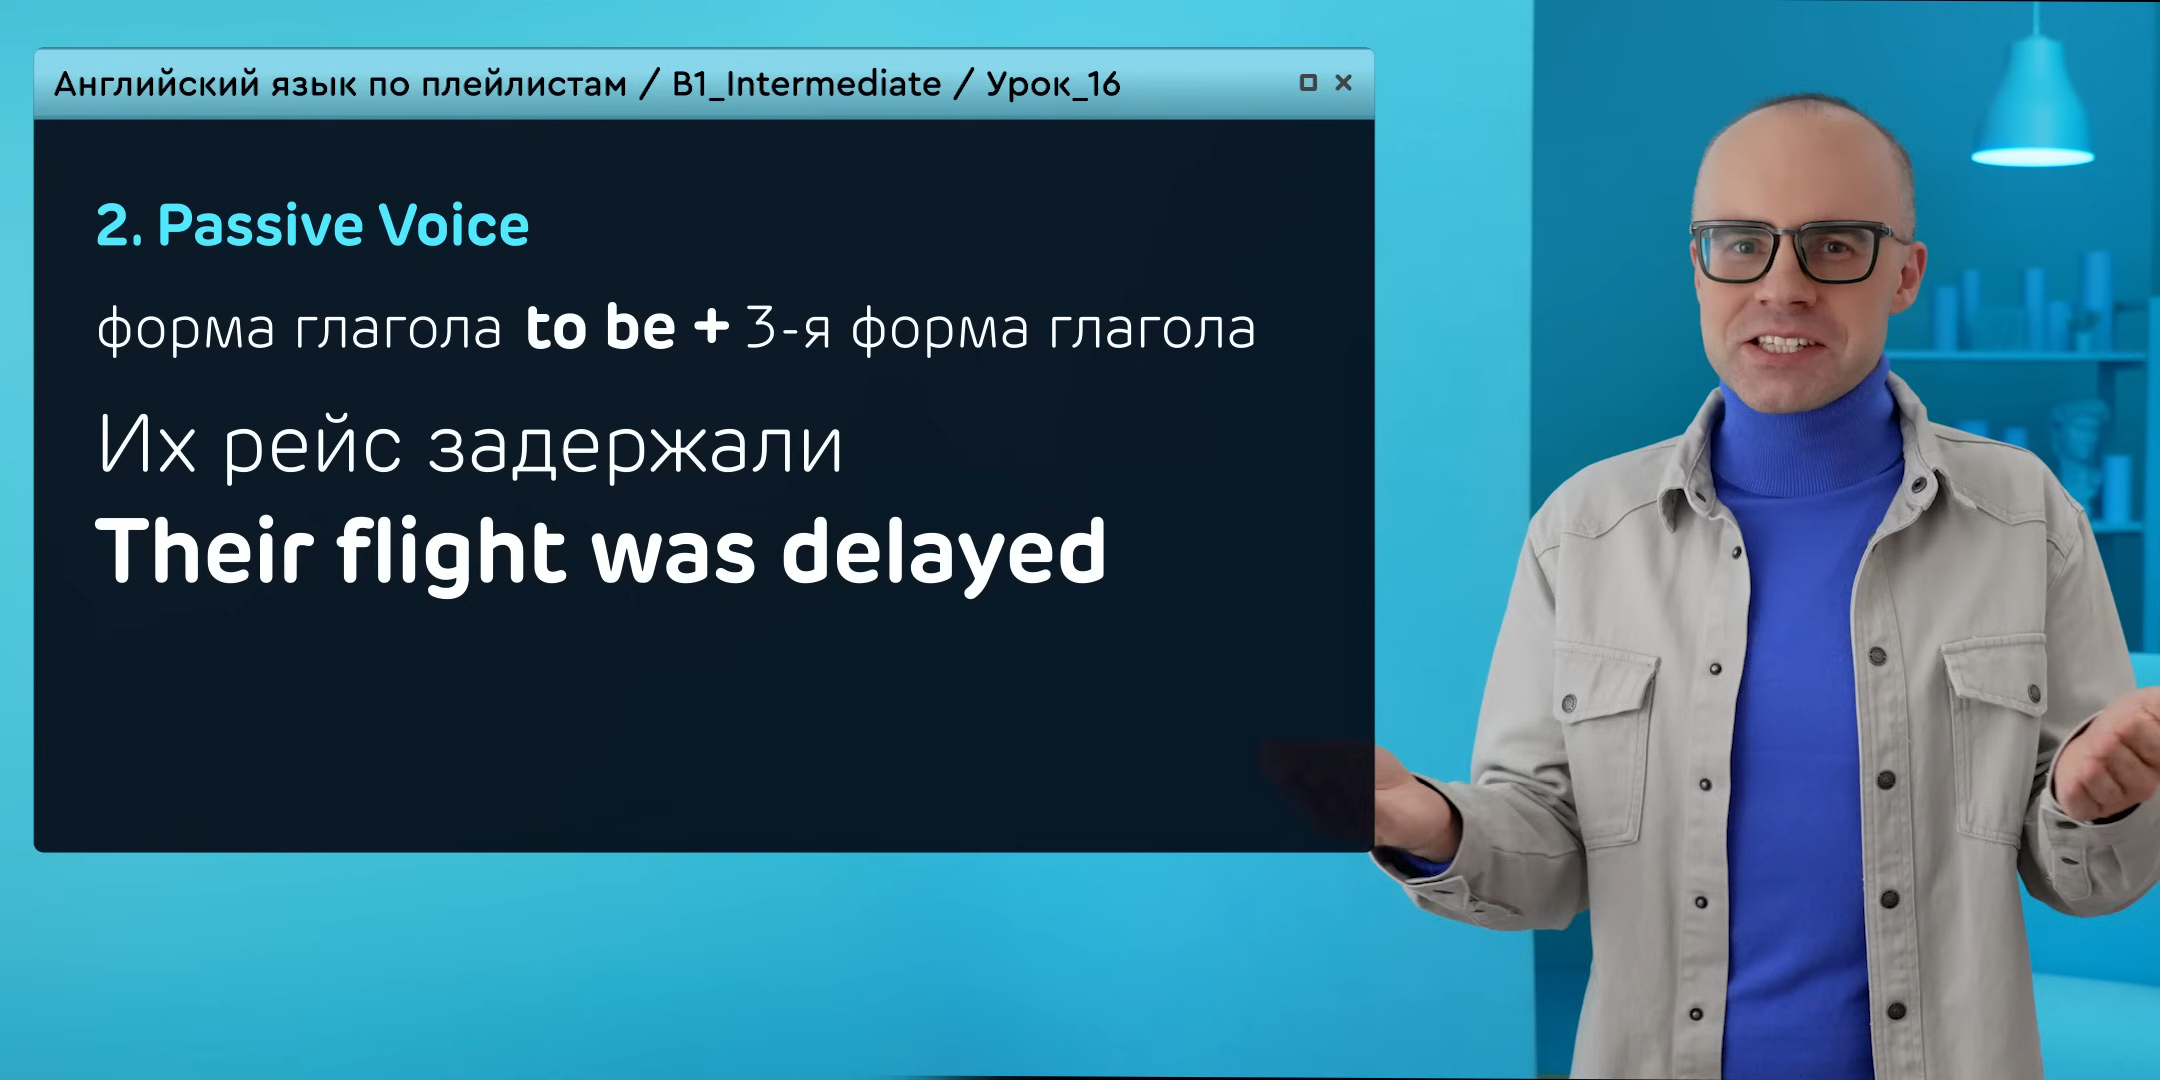 Английский язык по плейлистам / B1_Intermediate / Урок_16
2. Passive Voice
форма глагола to be + 3-я форма глагола
Их рейс задержали
Their flight was delayed